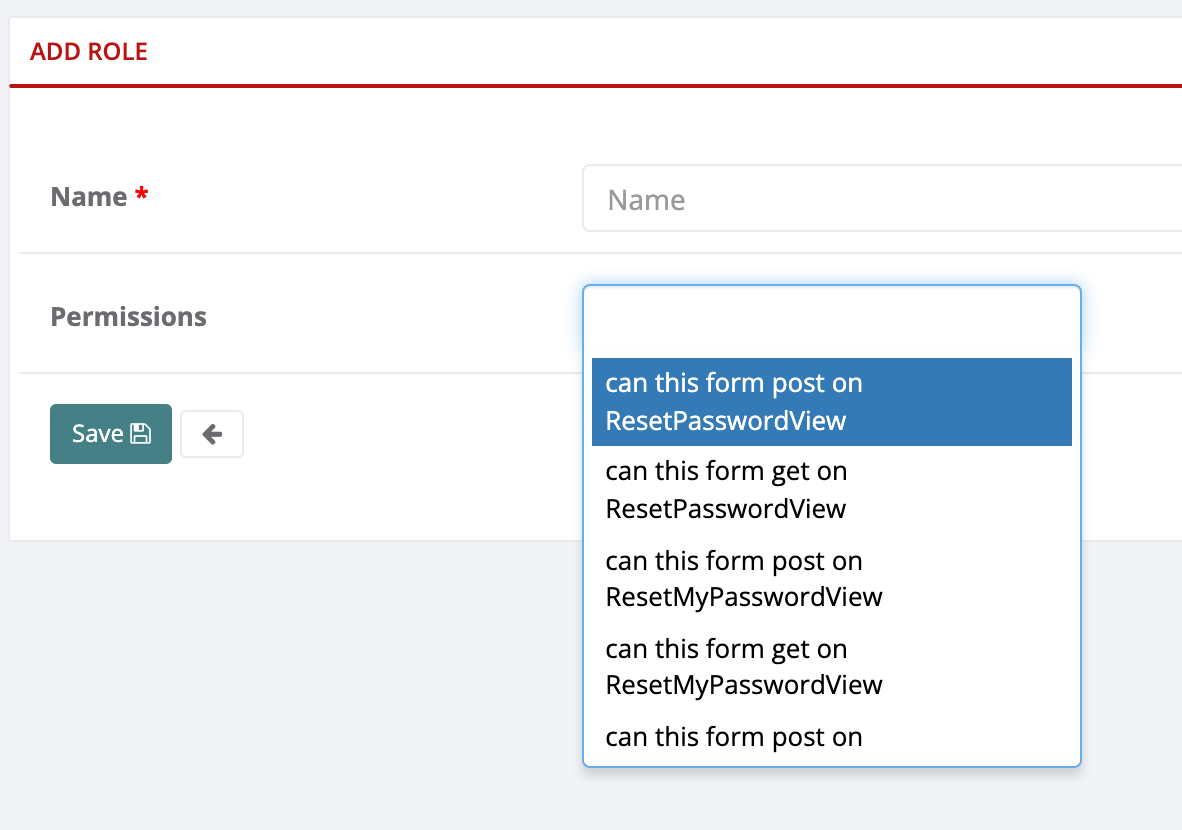 ADD ROLE
Name *
Name
Permissions
can this form post on
ResetPasswordView
can this form get on
ResetPasswordView
can this form post on
ResetMyPasswordView
can this form get on
ResetMyPasswordView
can this form post on
Save